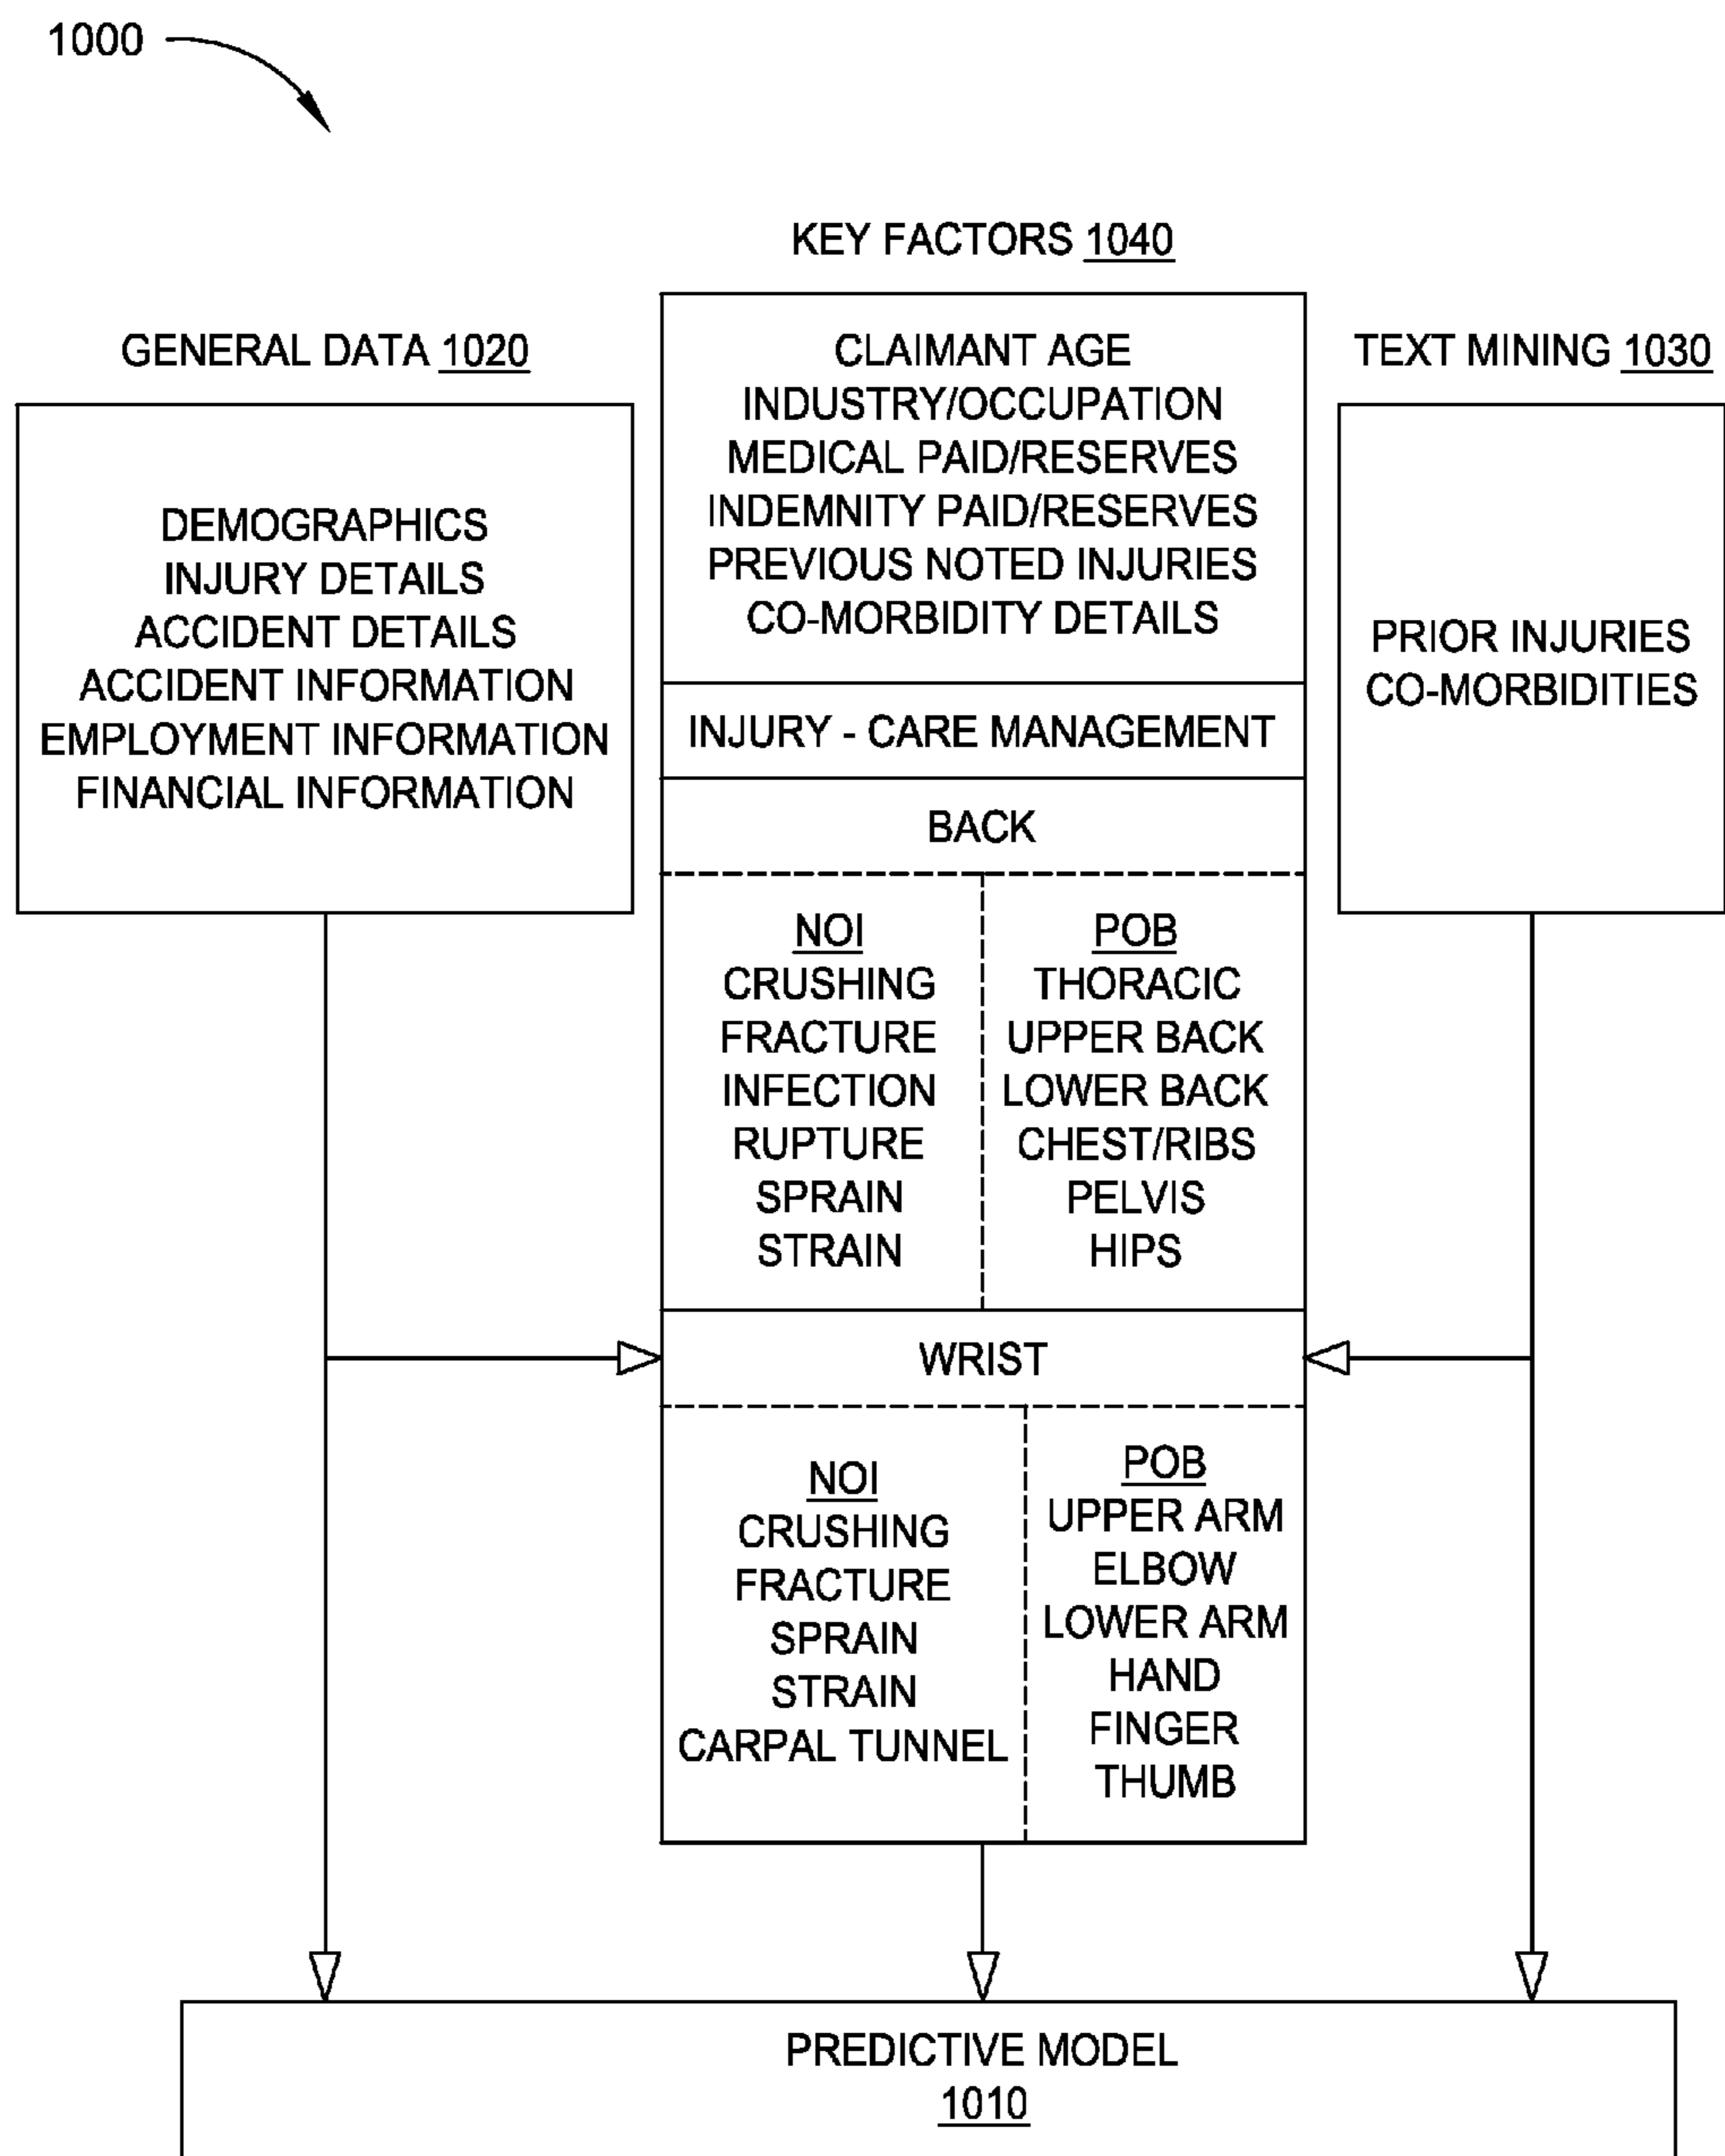 1000
KEY FACTORS 1040
GENERAL DATA 1020
DEMOGRAPHICS
INJURY DETAILS
ACCIDENT DETAILS
ACCIDENT INFORMATION
EMPLOYMENT INFORMATION
FINANCIAL INFORMATION
CLAIMANT AGE
INDUSTRY/OCCUPATION
MEDICAL PAID/RESERVES
INDEMNITY PAID/RESERVES
PREVIOUS NOTED INJURIES
CO-MORBIDITY DETAILS
INJURY - CARE MANAGEMENT
BACK
NOI
CRUSHING
FRACTURE
INFECTION
RUPTURE
SPRAIN
STRAIN
POB
THORACIC
UPPER BACK
LOWER BACK
CHEST/RIBS
PELVIS
HIPS
WRIST
NOI
CRUSHING
FRACTURE
SPRAIN
STRAIN
CARPAL TUNNEL
POB
UPPER ARM
ELBOW
LOWER ARM
HAND
FINGER
THUMB
TEXT MINING 1030
PRIOR INJURIES
CO-MORBIDITIES
PREDICTIVE MODEL
1010